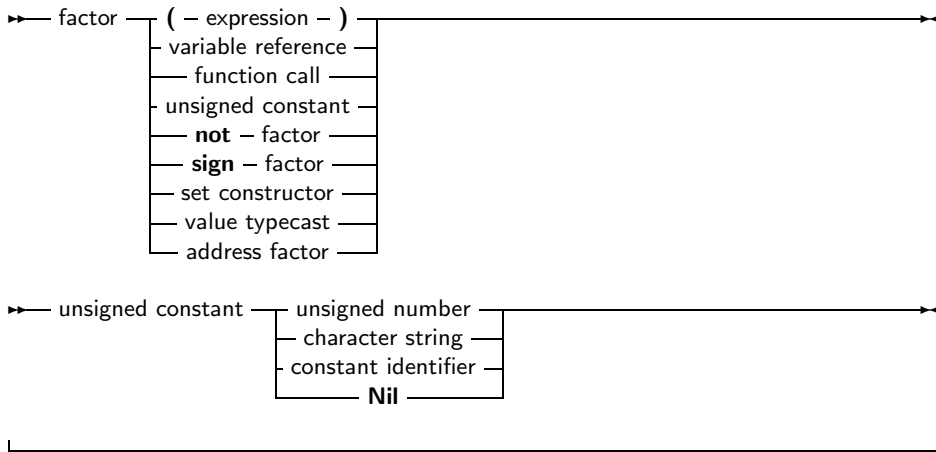 factor ( expression )
variable reference
function call
unsigned constant
not factor
sign factor
set constructor
value typecast
address factor
unsigned constant unsigned number
character string
constant identifier
Nil